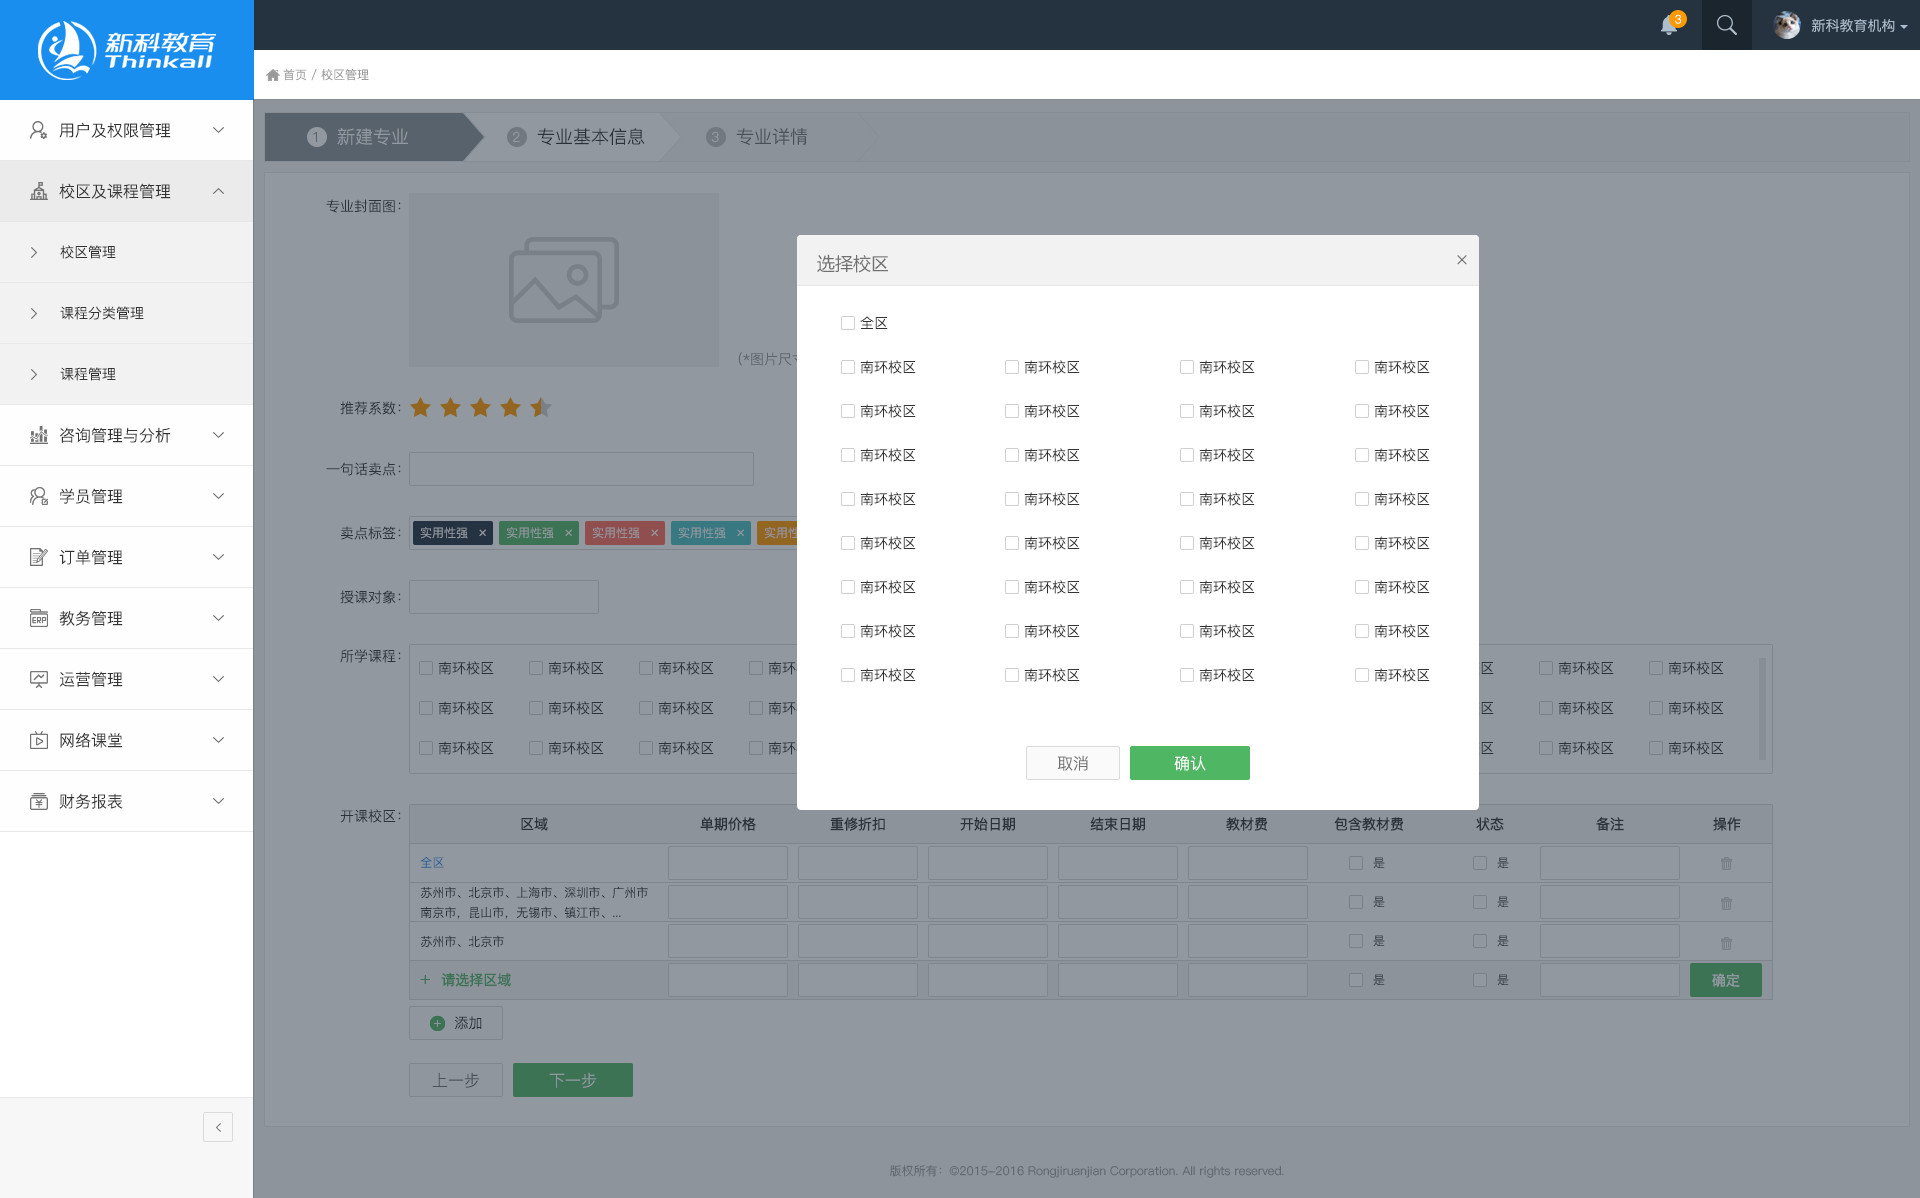 新科教育
Thinkall
3
新科教育机构
首页 / 校区管理
用户及权限管理
校区及课程管理
校区管理
课程分类管理
课程管理
咨询管理与分析
学员管理
订单管理
ERP
教务管理
运营管理
网络课堂
财务报表
1 新建专业
2 专业基本信息
3 专业详情
专业封面图：
(*图片尺
推荐系数：
一句话卖点：
卖点标签： 实用性强 × 实用性强 × 实用性强 × 实用性强 × 实用性
授课对象：
所学课程： 南环校区 南环校区 南环校区 南环 区 南环校区 南环校区
南环校区 南环校区 南环校区 南环 区 南环校区 南环校区
南环校区 南环校区 南环校区 南环 区 南环校区 南环校区
选择校区 ×
全区
南环校区 南环校区 南环校区 南环校区
南环校区 南环校区 南环校区 南环校区
南环校区 南环校区 南环校区 南环校区
南环校区 南环校区 南环校区 南环校区
南环校区 南环校区 南环校区 南环校区
南环校区 南环校区 南环校区 南环校区
南环校区 南环校区 南环校区 南环校区
南环校区 南环校区 南环校区 南环校区
取消 确认
开课校区： 区域 单期价格 重修折扣 开始日期 结束日期 教材费 包含教材费 状态 备注 操作
全区 是 是
苏州市、北京市、上海市、深圳市、广州市
南京市，昆山市，无锡市、镇江市、... 是 是
苏州市、北京市 是 是
+ 请选择区域 是 是 确定
添加
上一步 下一步
版权所有：©2015-2016 Rongjiruanjian Corporation. All rights reserved.